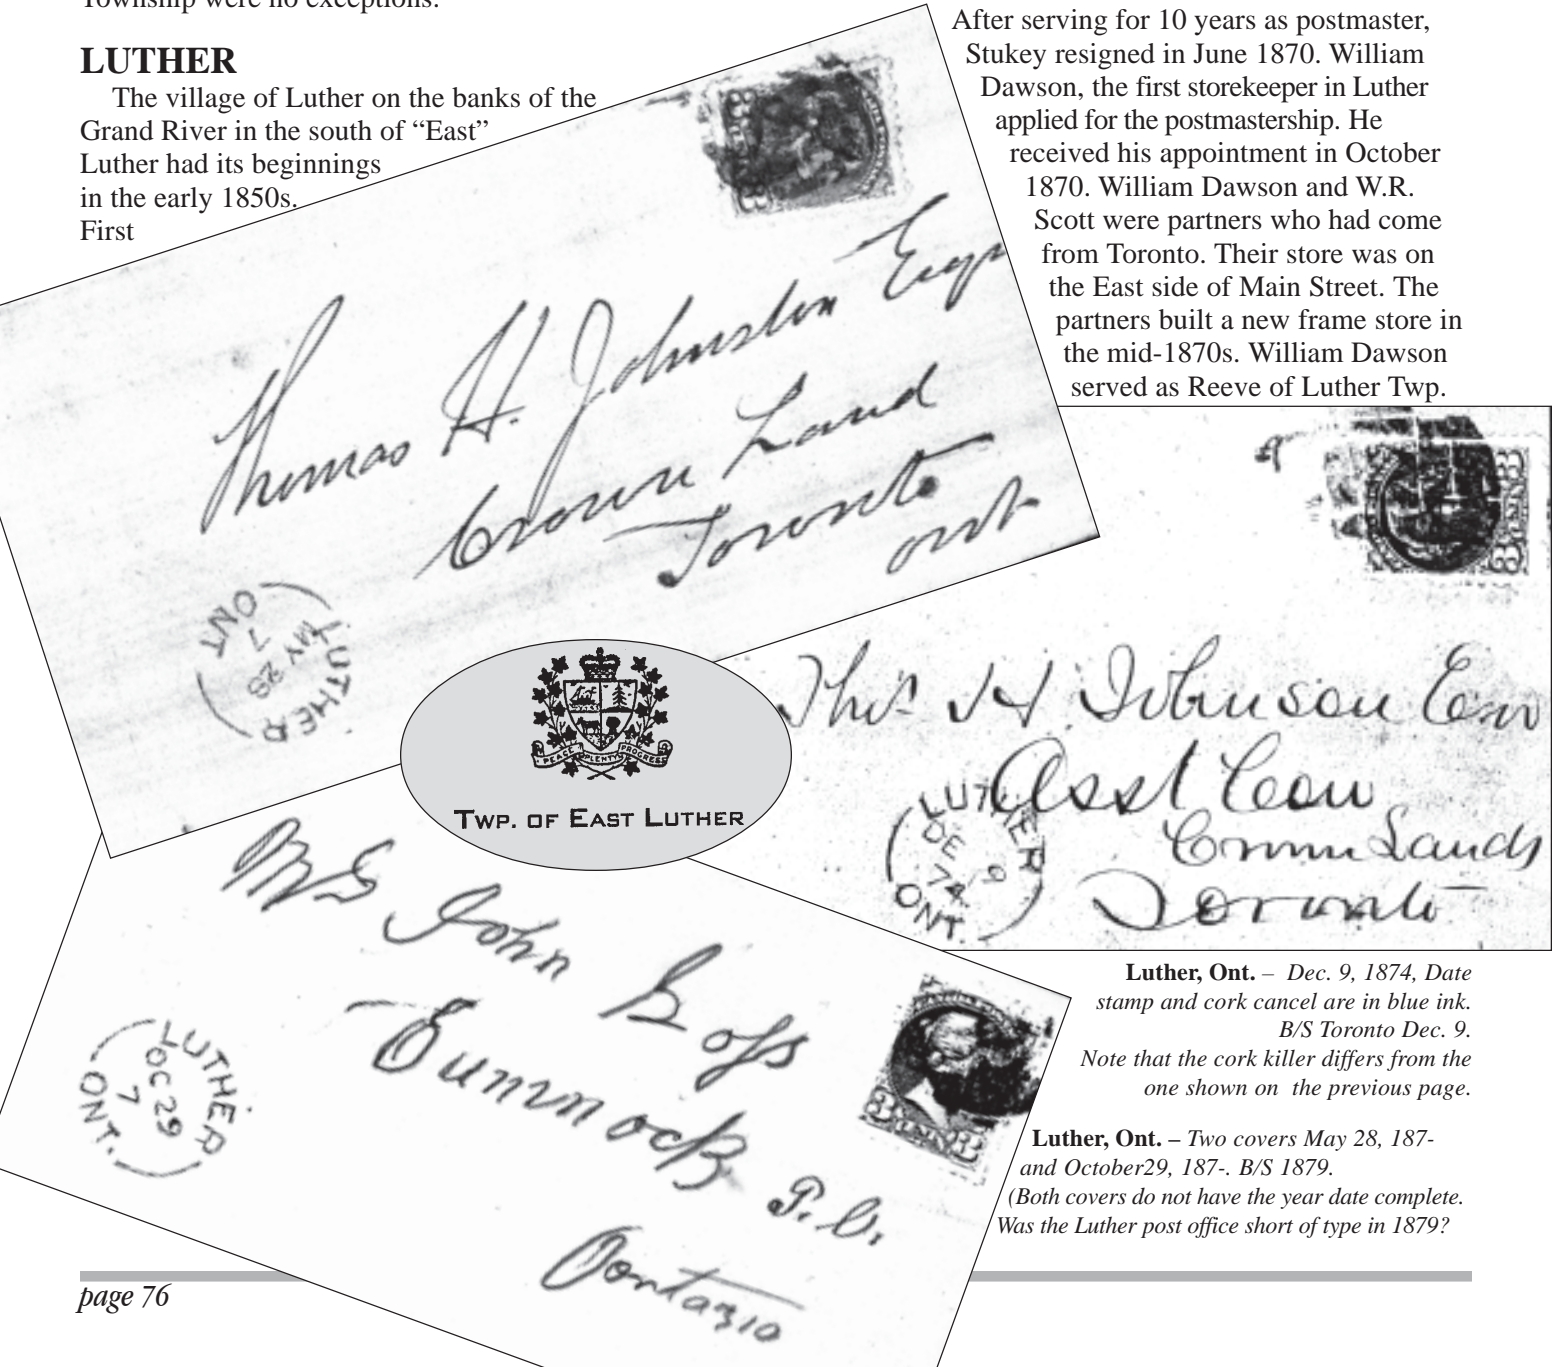 Township were no exceptions.
LUTHER
The village of Luther on the banks of the
Grand River in the south of “East”
Luther had its beginnings
in the early 1850s.
First
After serving for 10 years as postmaster,
Stukey resigned in June 1870. William
Dawson, the first storekeeper in Luther
applied for the postmastership. He
received his appointment in October
1870. William Dawson and W.R.
Scott were partners who had come
from Toronto. Their store was on
the East side of Main Street. The
partners built a new frame store in
the mid-1870s. William Dawson
served as Reeve of Luther Twp.
Thomas H. Johnston Esqr
Crown Land
Toronto
ont
LUTHER
MY 28
7
ONT
PEACE PLENTY PROGRESS
TWP. OF EAST LUTHER
Thos H Johnson
Asst Com
Crown Lands
Toronto
LUTHER
DE 9
74
ONT.
John
P.O.
Ontario
LUTHER
OC 29
7
ONT.
3 3
Luther, Ont. – Dec. 9, 1874, Date
stamp and cork cancel are in blue ink.
B/S Toronto Dec. 9.
Note that the cork killer differs from the
one shown on the previous page.
Luther, Ont. – Two covers May 28, 187-
and October29, 187-. B/S 1879.
(Both covers do not have the year date complete.
Was the Luther post office short of type in 1879?
page 76